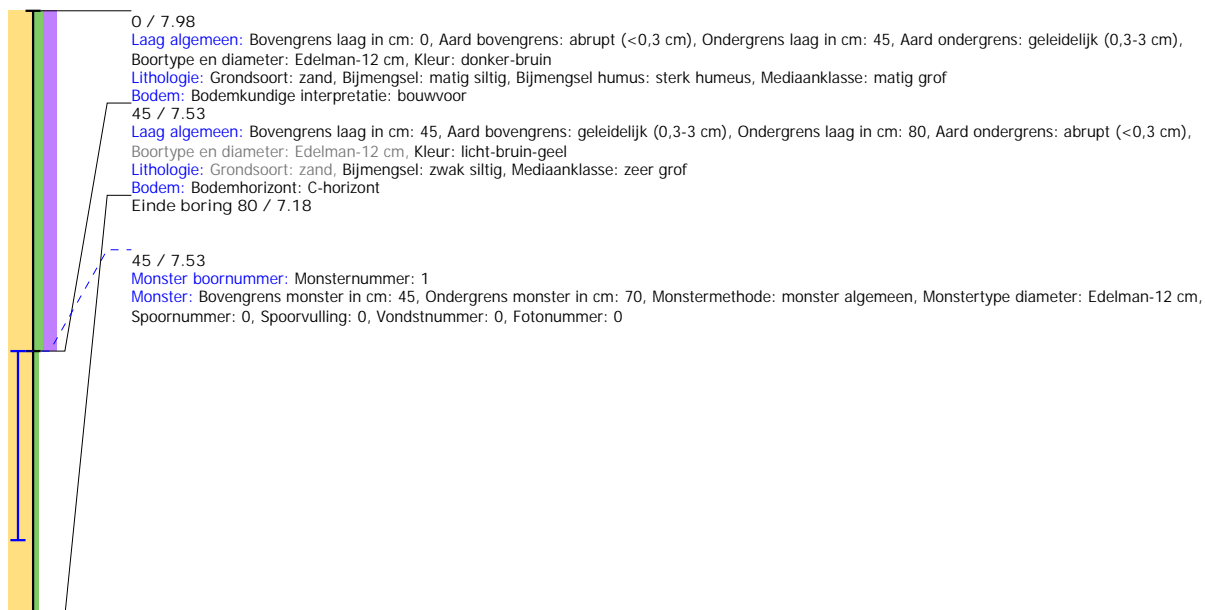 0 / 7.98
Laag algemeen: Bovengrens laag in cm: 0, Aard bovengrens: abrupt (<0,3 cm), Ondergrens laag in cm: 45, Aard ondergrens: geleidelijk (0,3-3 cm),
Boortype en diameter: Edelman-12 cm, Kleur: donker-bruin
Lithologie: Grondsoort: zand, Bijmengsel: matig siltig, Bijmengsel humus: sterk humeus, Mediaanklasse: matig grof
Bodem: Bodemkundige interpretatie: bouwvoor
45 / 7.53
Laag algemeen: Bovengrens laag in cm: 45, Aard bovengrens: geleidelijk (0,3-3 cm), Ondergrens laag in cm: 80, Aard ondergrens: abrupt (<0,3 cm),
Boortype en diameter: Edelman-12 cm, Kleur: licht-bruin-geel
Lithologie: Grondsoort: zand, Bijmengsel: zwak siltig, Mediaanklasse: zeer grof
Bodem: Bodemhorizont: C-horizont
Einde boring 80 / 7.18
45 / 7.53
Monster boornummer: Monsternummer: 1
Monster: Bovengrens monster in cm: 45, Ondergrens monster in cm: 70, Monstermethode: monster algemeen, Monstertype diameter: Edelman-12 cm,
Spoornummer: 0, Spoorvulling: 0, Vondstnummer: 0, Fotonummer: 0